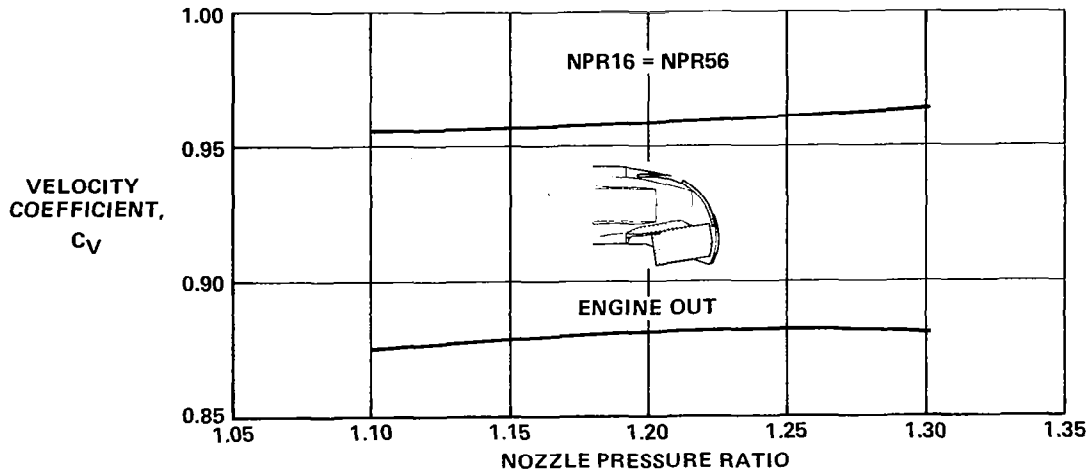 1.00
NPR16 = NPR56
0.95
VELOCITY
COEFFICIENT,
CV
0.90
ENGINE OUT
0.85
1.05
1.10
1.15
1.20
1.25
1.30
1.35
NOZZLE PRESSURE RATIO